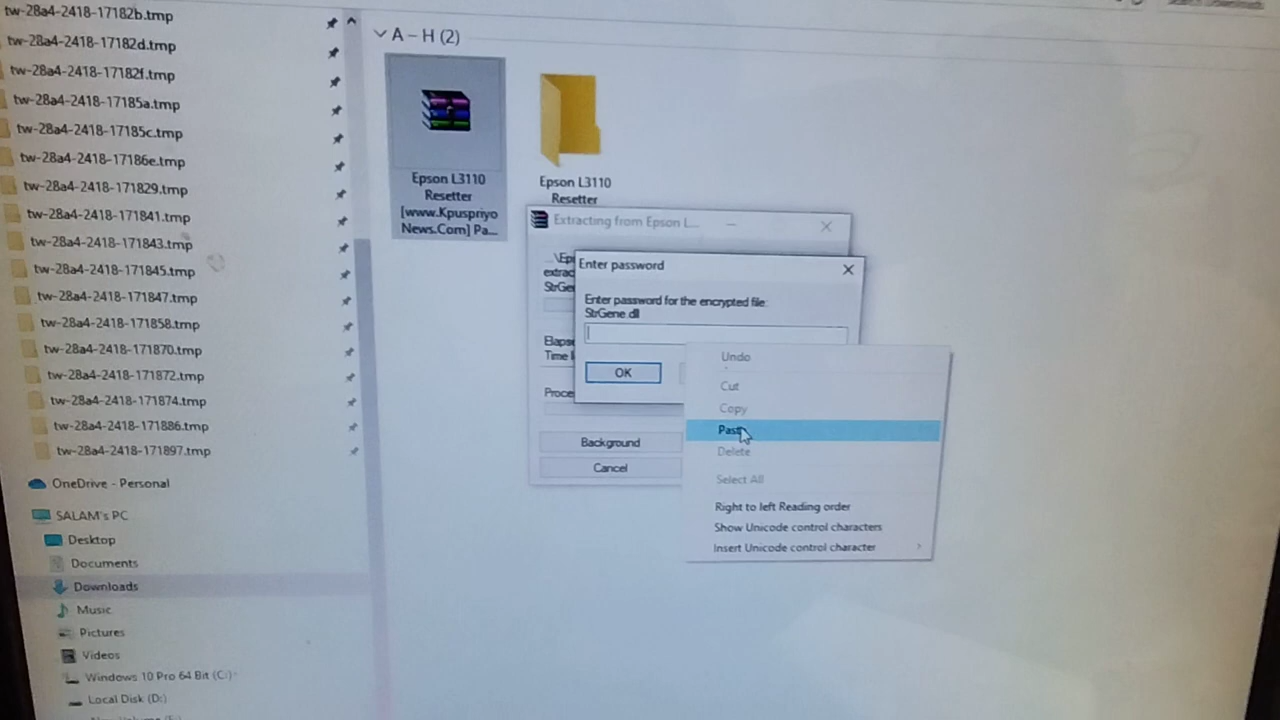 tw-28a4-2418-17182b.tmp
tw-28a4-2418-17182d.tmp
tw-28a4-2418-17182f.tmp
tw-28a4-2418-17185a.tmp
tw-28a4-2418-17185c.tmp
tw-28a4-2418-17186e.tmp
tw-28a4-2418-171829.tmp
tw-28a4-2418-171841.tmp
tw-28a4-2418-171843.tmp
tw-28a4-2418-171845.tmp
tw-28a4-2418-171847.tmp
tw-28a4-2418-171858.tmp
tw-28a4-2418-171870.tmp
tw-28a4-2418-171872.tmp
tw-28a4-2418-171874.tmp
tw-28a4-2418-171886.tmp
tw-28a4-2418-171897.tmp
OneDrive - Personal
SALAM's PC
Desktop
Documents
Downloads
Music
Pictures
Videos
Windows 10 Pro 64 Bit (C:)
Local Disk (D:)
A – H (2)
Epson L3110
Resetter
[www.Kpuspriyo
News.Com] Pa...
Epson L3110
Resetter
Extracting from Epson L...
...\Ep
extrac
StrGe
Elapse
Time l
Proce
Background
Cancel
Enter password
Enter password for the encrypted file:
StrGene.dll
OK
Undo
Cut
Copy
Paste
Delete
Select All
Right to left Reading order
Show Unicode control characters
Insert Unicode control character